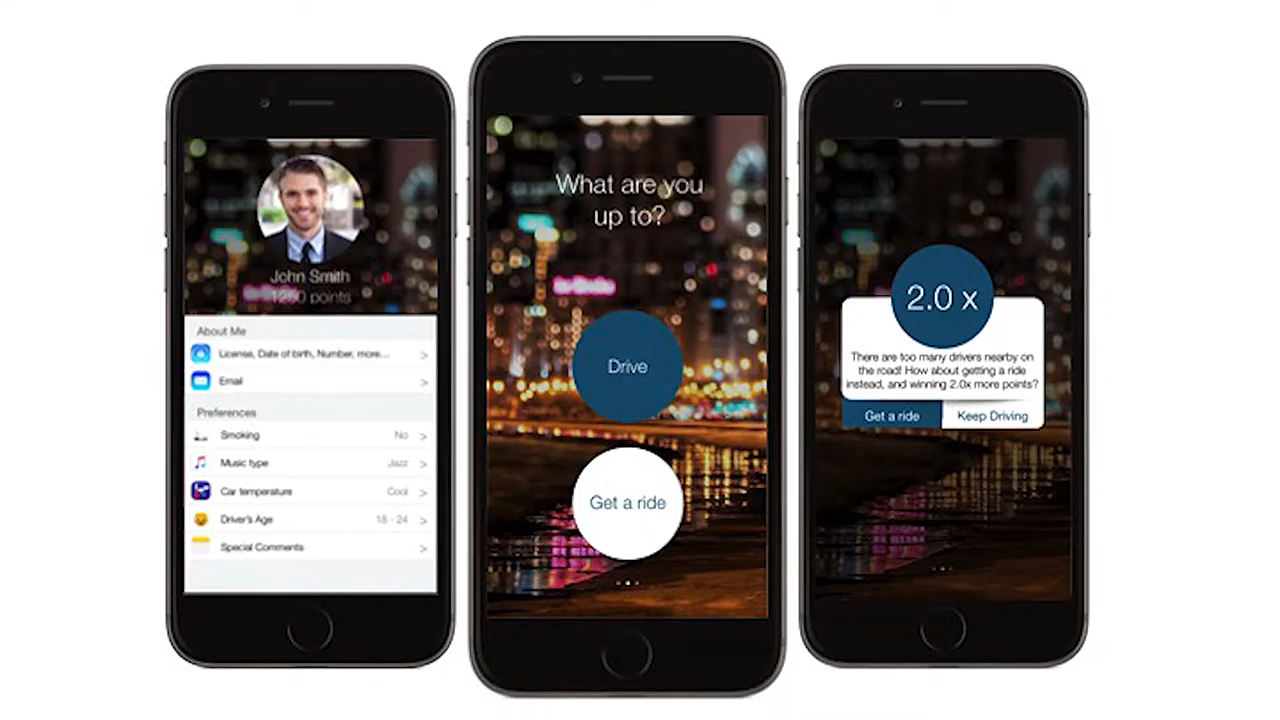 John Smith
1250 points
About Me
License, Date of birth, Number, more... >
Email >
Preferences
Smoking No >
Music type Jazz >
Car temperature Cool >
Driver's Age 18 - 24 >
Special Comments >
What are you
up to?
Drive
Get a ride
2.0 x
There are too many drivers nearby on
the road! How about getting a ride
instead, and winning 2.0x more points?
Get a ride Keep Driving